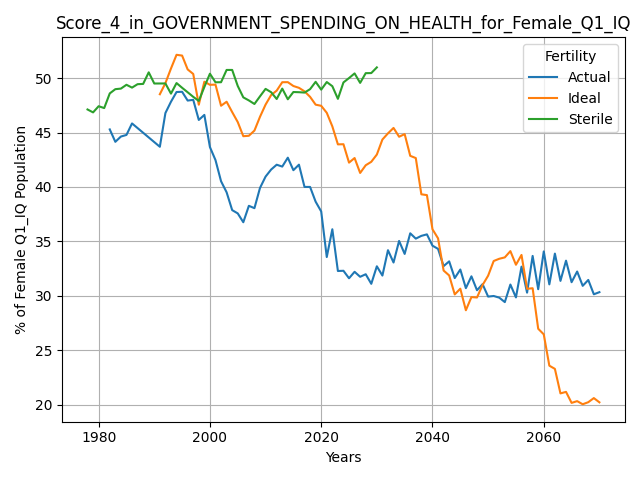 Score_4_in_GOVERNMENT_SPENDING_ON_HEALTH_for_Female_Q1_IQ
Fertility
Actual
Ideal
Sterile
% of Female Q1_IQ Population
50
45
40
35
30
25
20
1980
2000
2020
2040
2060
Years